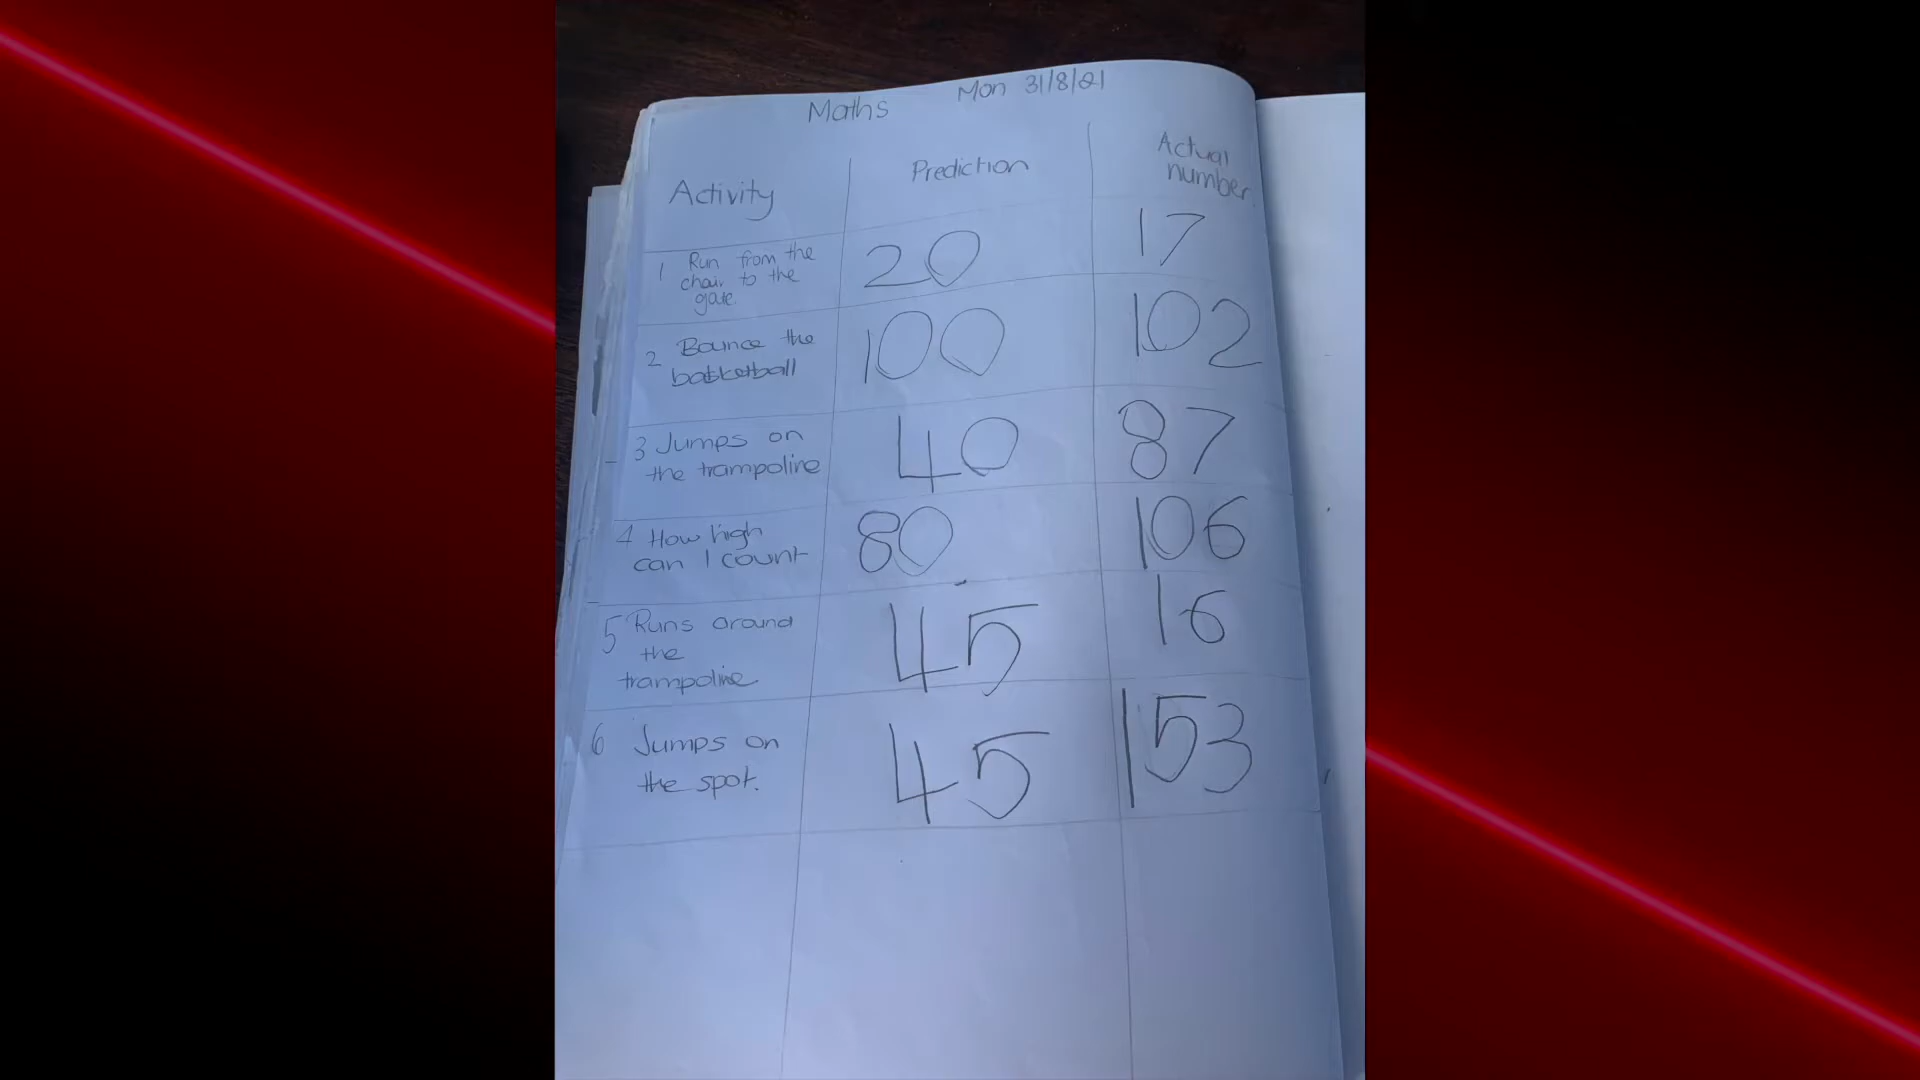 Maths Mon 31/8/21
Activity Prediction Actual
number
1 Run from the
chair to the
gate. 20 17
2 Bounce the
basketball 100 102
3 Jumps on
the trampoline 40 87
4 How high
can I count 80 106
5 Runs around
the
trampoline 45 16
6 Jumps on
the spot. 45 153